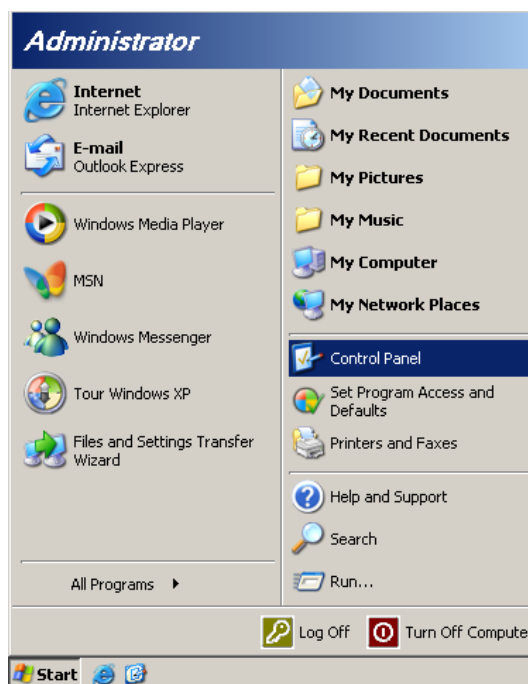 Administrator
Internet
Internet Explorer
E-mail
Outlook Express
Windows Media Player
MSN
Windows Messenger
Tour Windows XP
Files and Settings Transfer
Wizard
All Programs
My Documents
My Recent Documents
My Pictures
My Music
My Computer
My Network Places
Control Panel
Set Program Access and
Defaults
Printers and Faxes
Help and Support
Search
Run...
Log Off
Turn Off Compute
Start